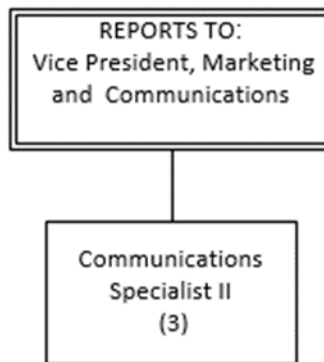 REPORTS TO:
Vice President, Marketing
and Communications
Communications
Specialist II
(3)